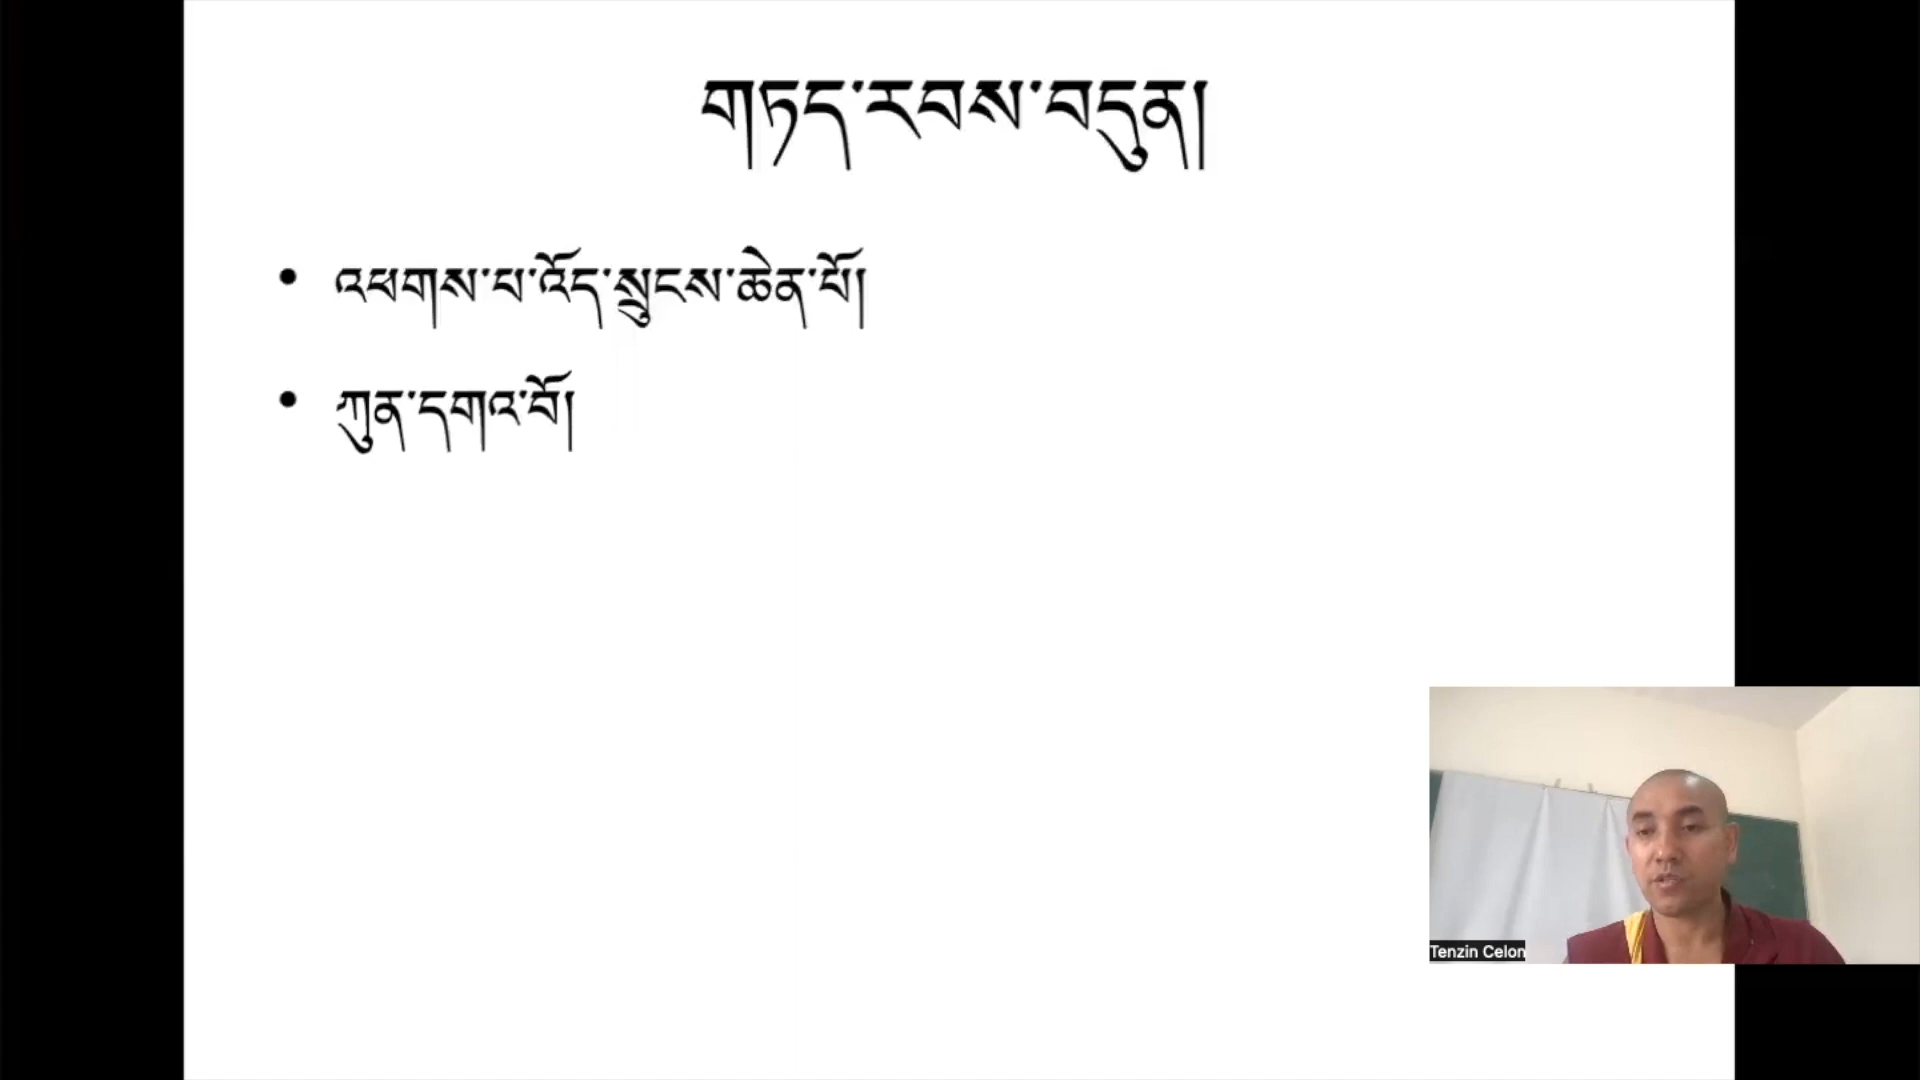 གཏད་རབས་བདུན།
• འཕགས་པ་འོད་སྲུངས་ཆེན་པོ།
• ཀུན་དགའ་བོ།
Tenzin Celon